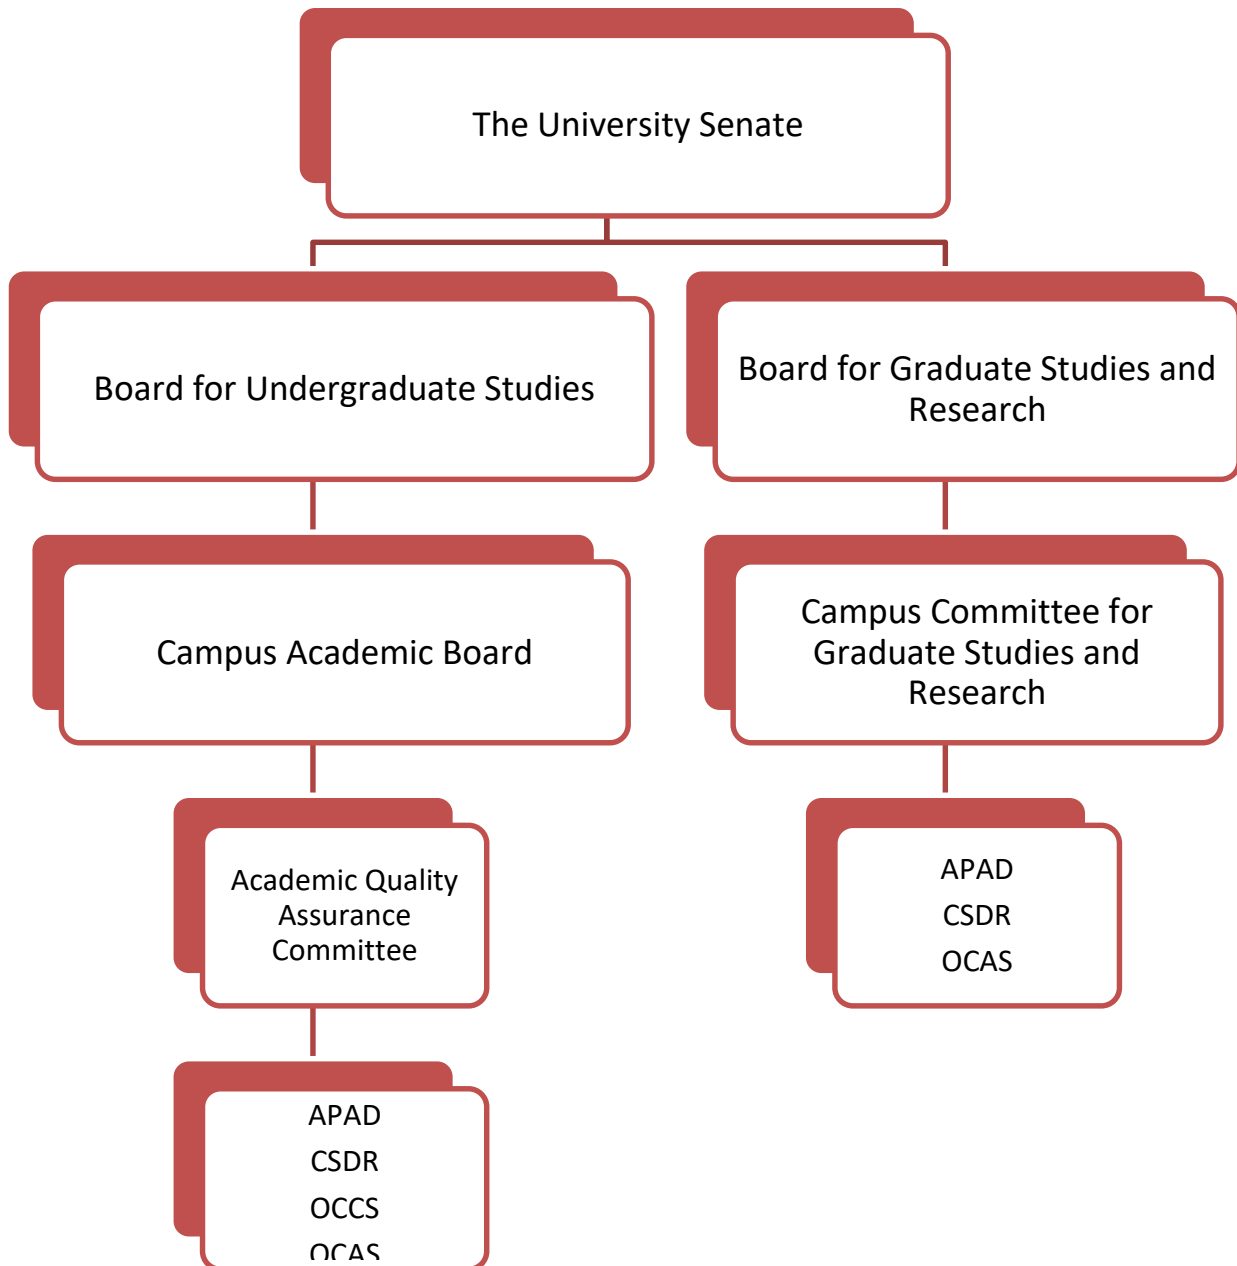 The University Senate
Board for Undergraduate Studies
Board for Graduate Studies and
Research
Campus Academic Board
Campus Committee for
Graduate Studies and
Research
Academic Quality
Assurance
Committee
APAD
CSDR
OCAS
APAD
CSDR
OCCS
OCAS